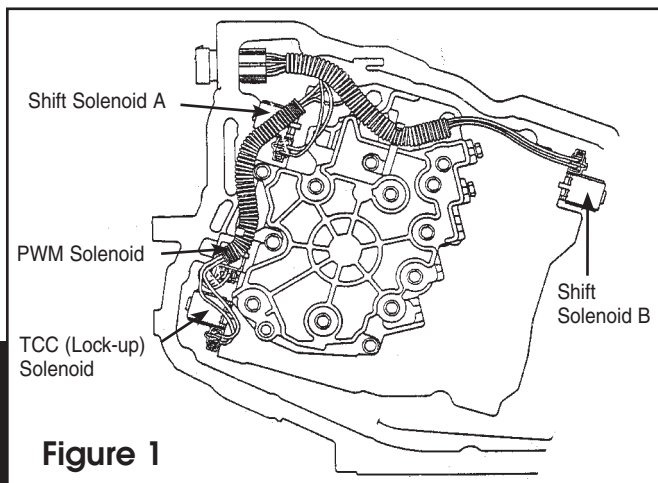 Shift Solenoid A
PWM Solenoid
TCC (Lock-up)
Solenoid
Shift
Solenoid B
Figure 1